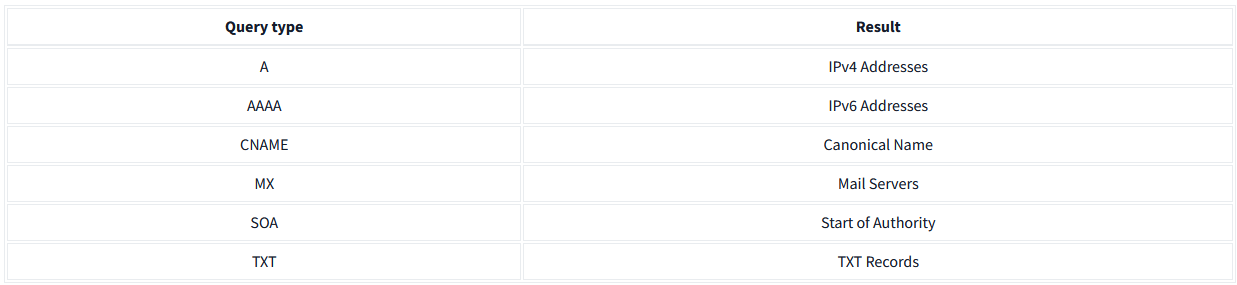 Query type Result
A IPv4 Addresses
AAAA IPv6 Addresses
CNAME Canonical Name
MX Mail Servers
SOA Start of Authority
TXT TXT Records